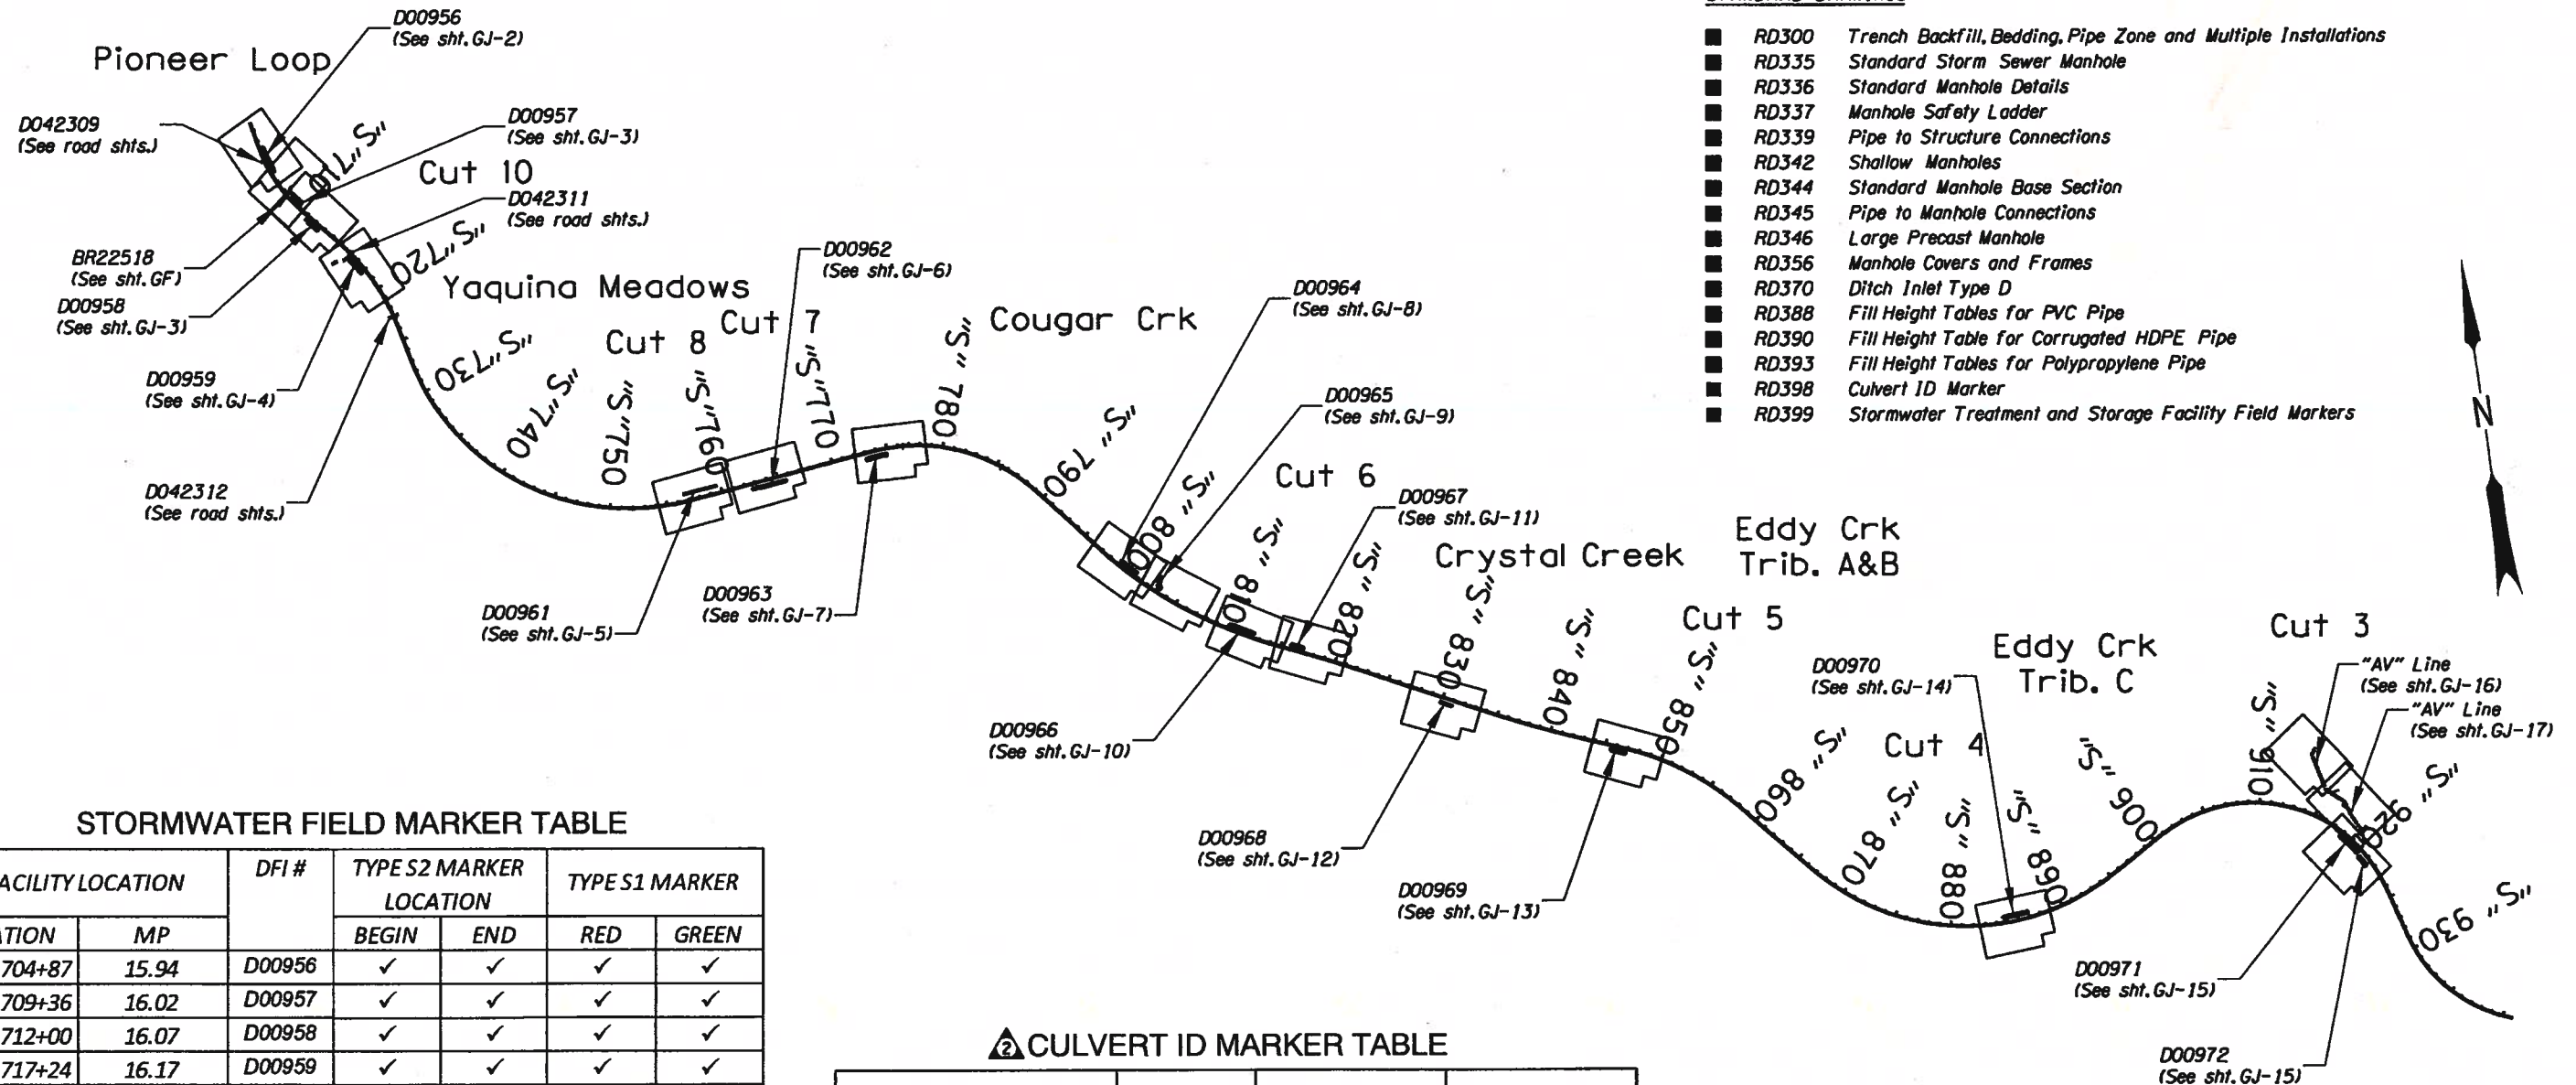 RD300 Trench Backfill, Bedding, Pipe Zone and Multiple Installations
RD335 Standard Storm Sewer Manhole
RD336 Standard Manhole Details
RD337 Manhole Safety Ladder
RD339 Pipe to Structure Connections
RD342 Shallow Manholes
RD344 Standard Manhole Base Section
RD345 Pipe to Manhole Connections
RD346 Large Precast Manhole
RD356 Manhole Covers and Frames
RD370 Ditch Inlet Type D
RD388 Fill Height Tables for PVC Pipe
RD390 Fill Height Table for Corrugated HDPE Pipe
RD393 Fill Height Tables for Polypropylene Pipe
RD398 Culvert ID Marker
RD399 Stormwater Treatment and Storage Facility Field Markers
N
D00956
(See sht. GJ-2)
Pioneer Loop
D042309
(See road shts.)
D00957
(See sht. GJ-3)
"S" 710
Cut 10
D042311
(See road shts.)
"S" 720
BR22518
(See sht. GF)
D00958
(See sht. GJ-3)
D00959
(See sht. GJ-4)
D042312
(See road shts.)
Yaquina Meadows
"S" 730
"S" 740
Cut 8
"S" 750
"S" 760
Cut 7
D00962
(See sht. GJ-6)
"S" 770
"S" 780
D00961
(See sht. GJ-5)
D00963
(See sht. GJ-7)
Cougar Crk
"S" 790
D00964
(See sht. GJ-8)
"S" 800
D00965
(See sht. GJ-9)
Cut 6
"S" 810
D00967
(See sht. GJ-11)
"S" 820
D00966
(See sht. GJ-10)
Crystal Creek
"S" 830
D00968
(See sht. GJ-12)
"S" 840
Eddy Crk
Trib. A&B
Cut 5
"S" 850
D00969
(See sht. GJ-13)
"S" 860
"S" 870
Cut 4
"S" 880
D00970
(See sht. GJ-14)
"S" 890
Eddy Crk
Trib. C
"S" 900
"S" 910
Cut 3
"AV" Line
(See sht. GJ-16)
"AV" Line
(See sht. GJ-17)
"S" 920
D00971
(See sht. GJ-15)
D00972
(See sht. GJ-15)
"S" 930
STORMWATER FIELD MARKER TABLE
ACILITY LOCATION DFI # TYPE S2 MARKER LOCATION TYPE S1 MARKER
ATION MP BEGIN END RED GREEN
704+87 15.94 D00956 ✓ ✓ ✓ ✓
709+36 16.02 D00957 ✓ ✓ ✓ ✓
712+00 16.07 D00958 ✓ ✓ ✓ ✓
717+24 16.17 D00959 ✓ ✓ ✓ ✓
2 CULVERT ID MARKER TABLE